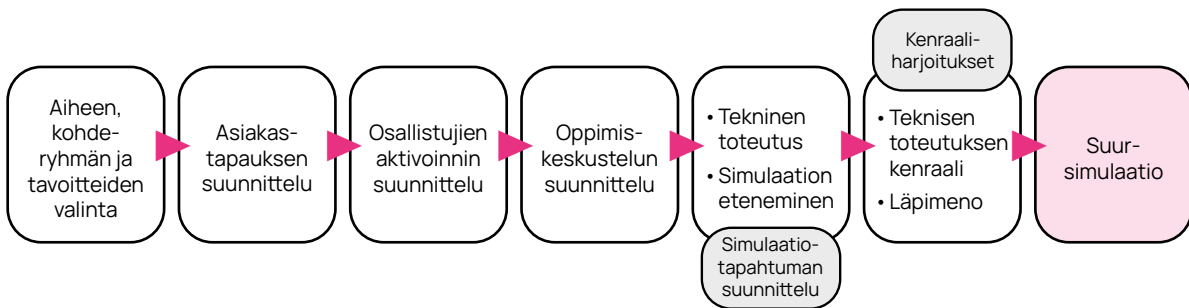 Aiheen,
kohde-
ryhmän ja
tavoitteiden
valinta
Asiakas-
tapauksen
suunnittelu
Osallistujien
aktivoinnin
suunnittelu
Oppimis-
keskustelun
suunnittelu
• Tekninen
toteutus
• Simulaation
eteneminen
Simulaatio-
tapahtuman
suunnittelu
Kenraali-
harjoitukset
• Teknisen
toteutuksen
kenraali
• Läpimeno
Suur-
simulaatio